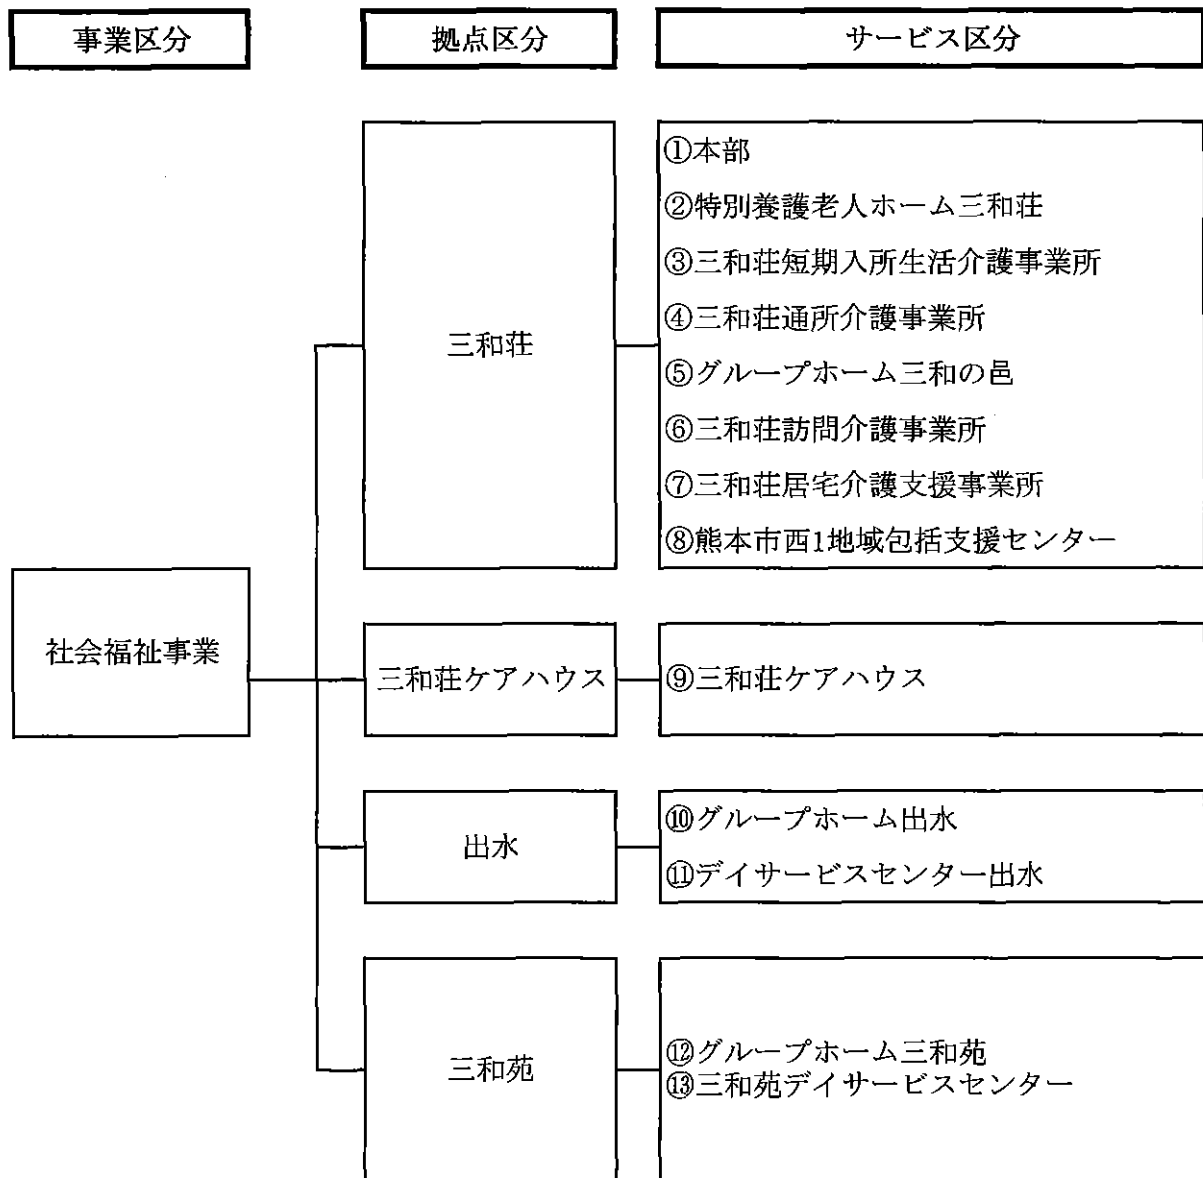 事業区分
拠点区分
サービス区分
三和荘
①本部
②特別養護老人ホーム三和荘
③三和荘短期入所生活介護事業所
④三和荘通所介護事業所
⑤グループホーム三和の邑
⑥三和荘訪問介護事業所
⑦三和荘居宅介護支援事業所
⑧熊本市西1地域包括支援センター
社会福祉事業
三和荘ケアハウス
⑨三和荘ケアハウス
出水
⑩グループホーム出水
⑪デイサービスセンター出水
三和苑
⑫グループホーム三和苑
⑬三和苑デイサービスセンター